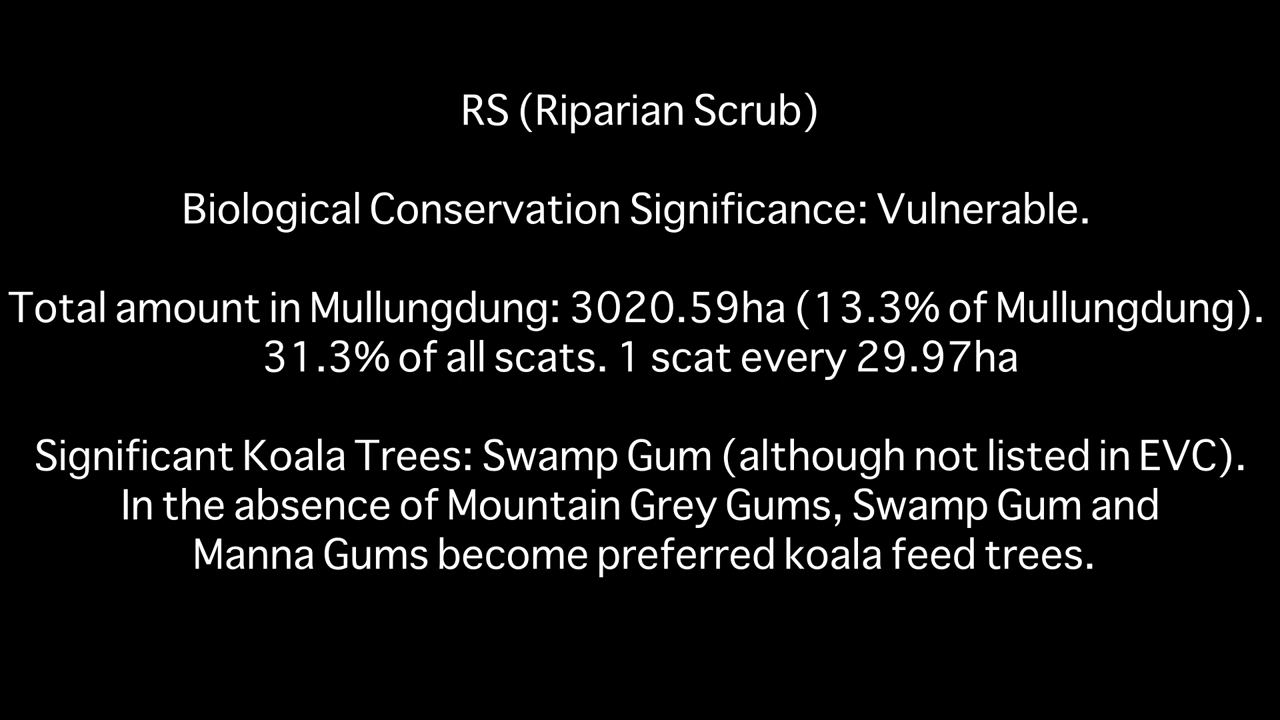 RS (Riparian Scrub)
Biological Conservation Significance: Vulnerable.
Total amount in Mullungdung: 3020.59ha (13.3% of Mullungdung).
31.3% of all scats. 1 scat every 29.97ha
Significant Koala Trees: Swamp Gum (although not listed in EVC).
In the absence of Mountain Grey Gums, Swamp Gum and
Manna Gums become preferred koala feed trees.